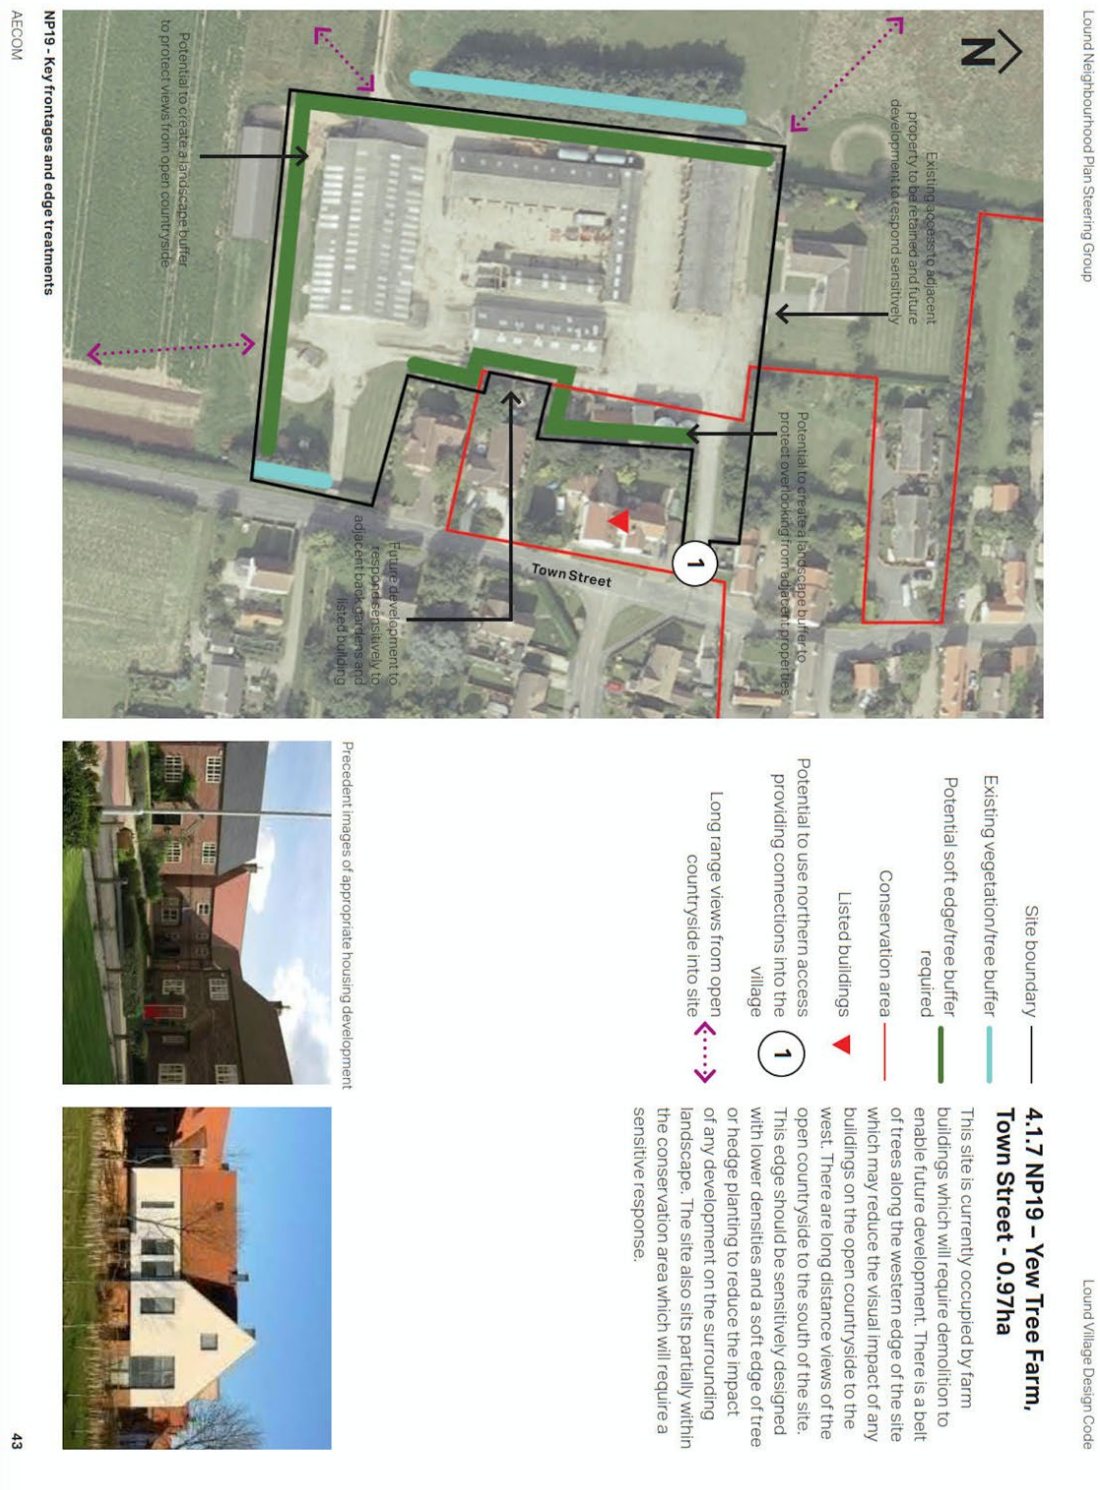 Lound Neighbourhood Plan Steering Group
Lound Village Design Code
N
Existing access to adjacent
property to be retained and future
development to respond sensitively
Potential to create a landscape buffer to
protect overlooking from adjacent properties
1
Town Street
Future development to
respond sensitively to
adjacent back gardens and
listed building
Potential to create a landscape buffer
to protect views from open countryside
NP19 - Key frontages and edge treatments
Site boundary
Existing vegetation/tree buffer
Potential soft edge/tree buffer
required
Conservation area
Listed buildings
Potential to use northern access
providing connections into the
village
1
Long range views from open
countryside into site
Precedent images of appropriate housing development
4.1.7 NP19 – Yew Tree Farm,
Town Street - 0.97ha
This site is currently occupied by farm
buildings which will require demolition to
enable future development. There is a belt
of trees along the western edge of the site
which may reduce the visual impact of any
buildings on the open countryside to the
west. There are long distance views of the
open countryside to the south of the site.
This edge should be sensitively designed
with lower densities and a soft edge of tree
or hedge planting to reduce the impact
of any development on the surrounding
landscape. The site also sits partially within
the conservation area which will require a
sensitive response.
AECOM
43